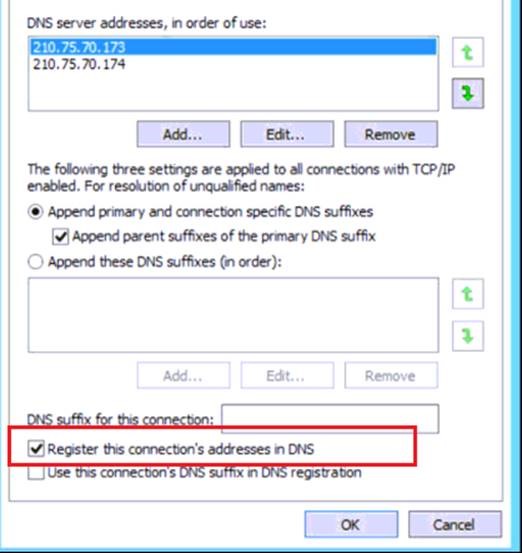 DNS server addresses, in order of use:
210.75.70.173
210.75.70.174
Add... Edit... Remove
The following three settings are applied to all connections with TCP/IP
enabled. For resolution of unqualified names:
Append primary and connection specific DNS suffixes
Append parent suffixes of the primary DNS suffix
Append these DNS suffixes (in order):
Add... Edit... Remove
DNS suffix for this connection:
Register this connection's addresses in DNS
Use this connection's DNS suffix in DNS registration
OK Cancel